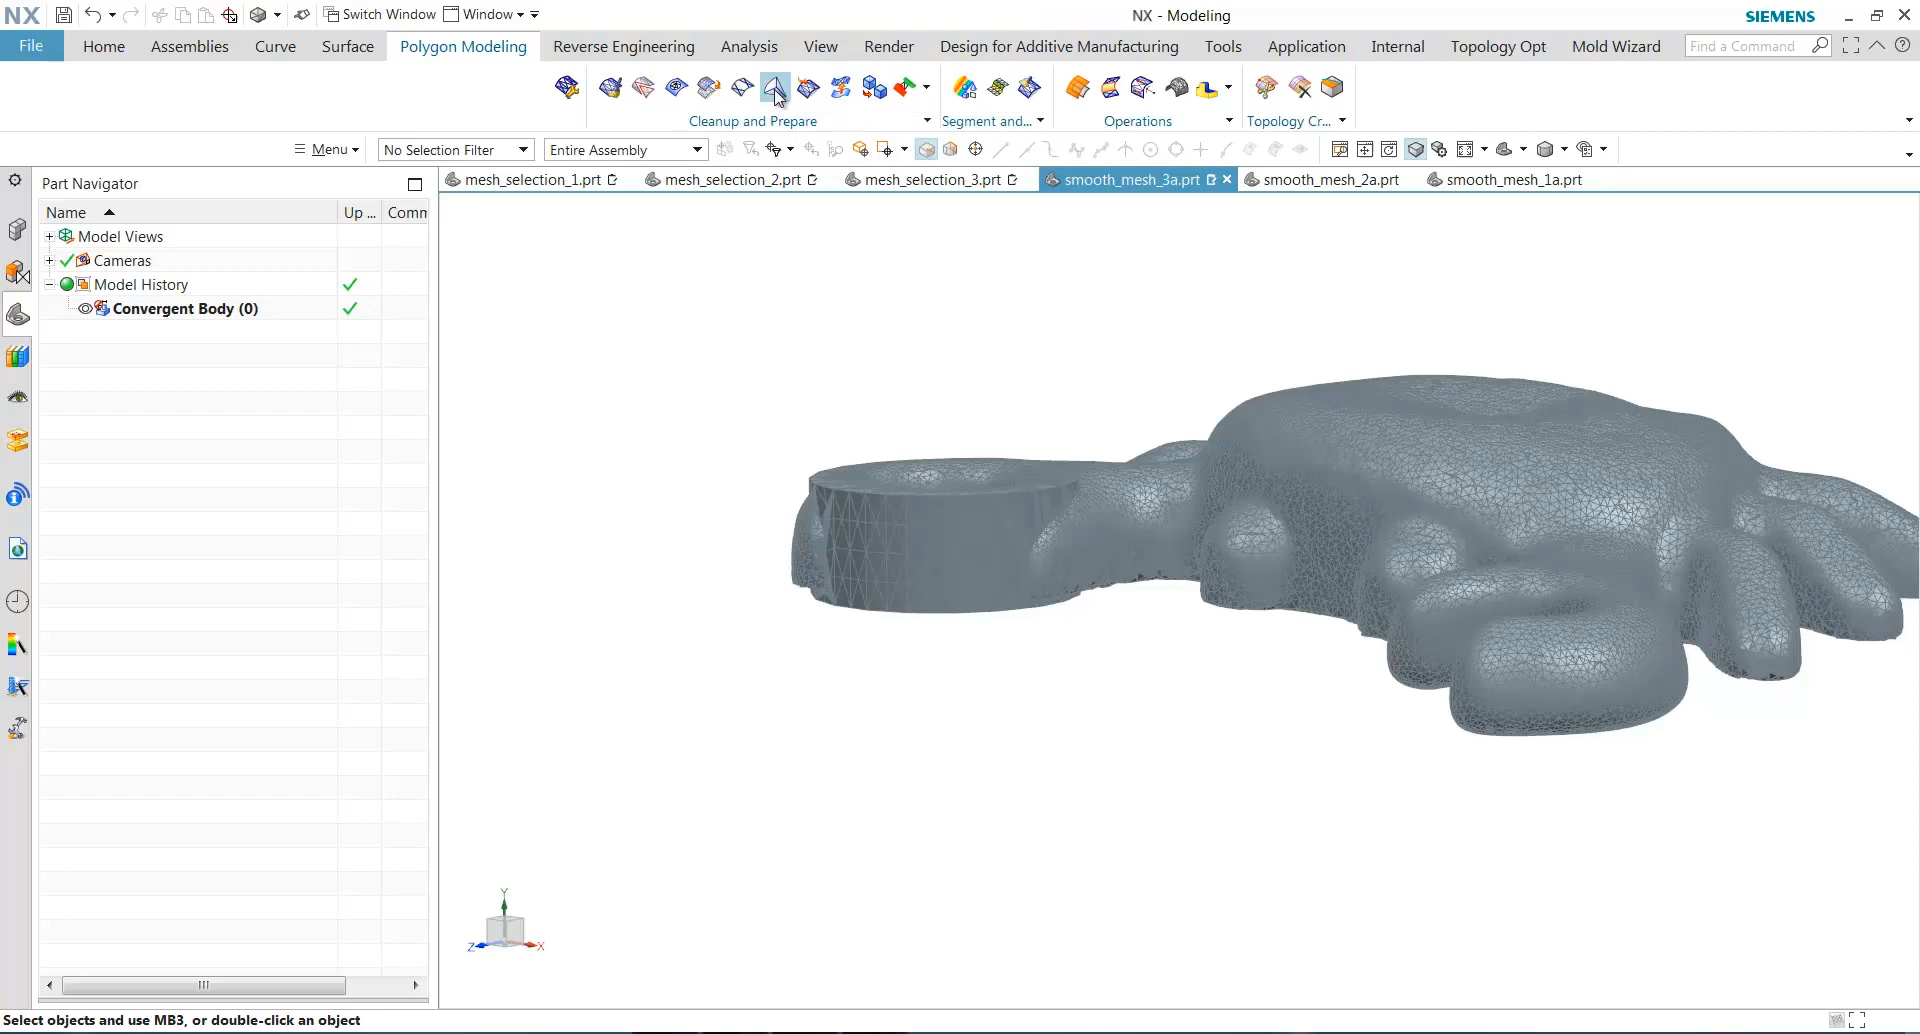 NX Switch Window Window NX - Modeling SIEMENS
File Home Assemblies Curve Surface Polygon Modeling Reverse Engineering Analysis View Render Design for Additive Manufacturing Tools Application Internal Topology Opt Mold Wizard Find a Command
Cleanup and Prepare Segment and... Operations Topology Cr...
Menu No Selection Filter Entire Assembly
Part Navigator
mesh_selection_1.prt mesh_selection_2.prt mesh_selection_3.prt smooth_mesh_3a.prt smooth_mesh_2a.prt smooth_mesh_1a.prt
Name Up ... Comm
Model Views
Cameras
Model History
Convergent Body (0)
Y
Z X
Select objects and use MB3, or double-click an object